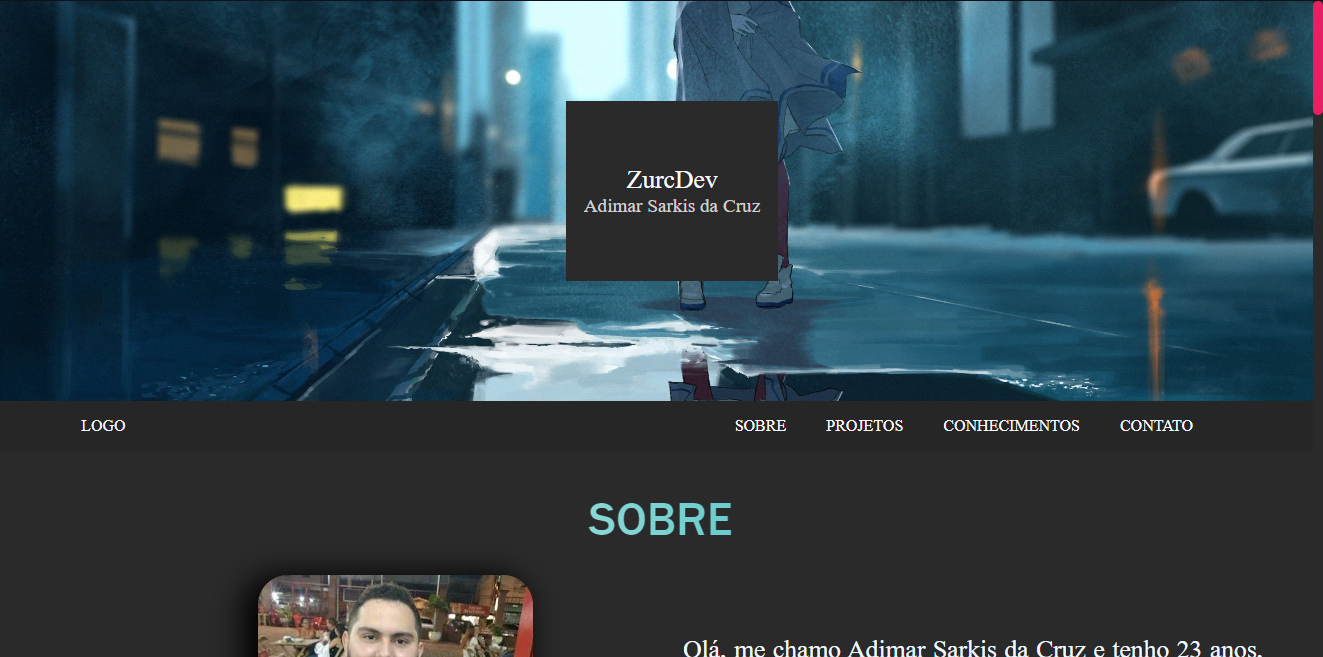 ZurcDev
Adimar Sarkis da Cruz
LOGO SOBRE PROJETOS CONHECIMENTOS CONTATO
SOBRE
Olá, me chamo Adimar Sarkis da Cruz e tenho 23 anos,